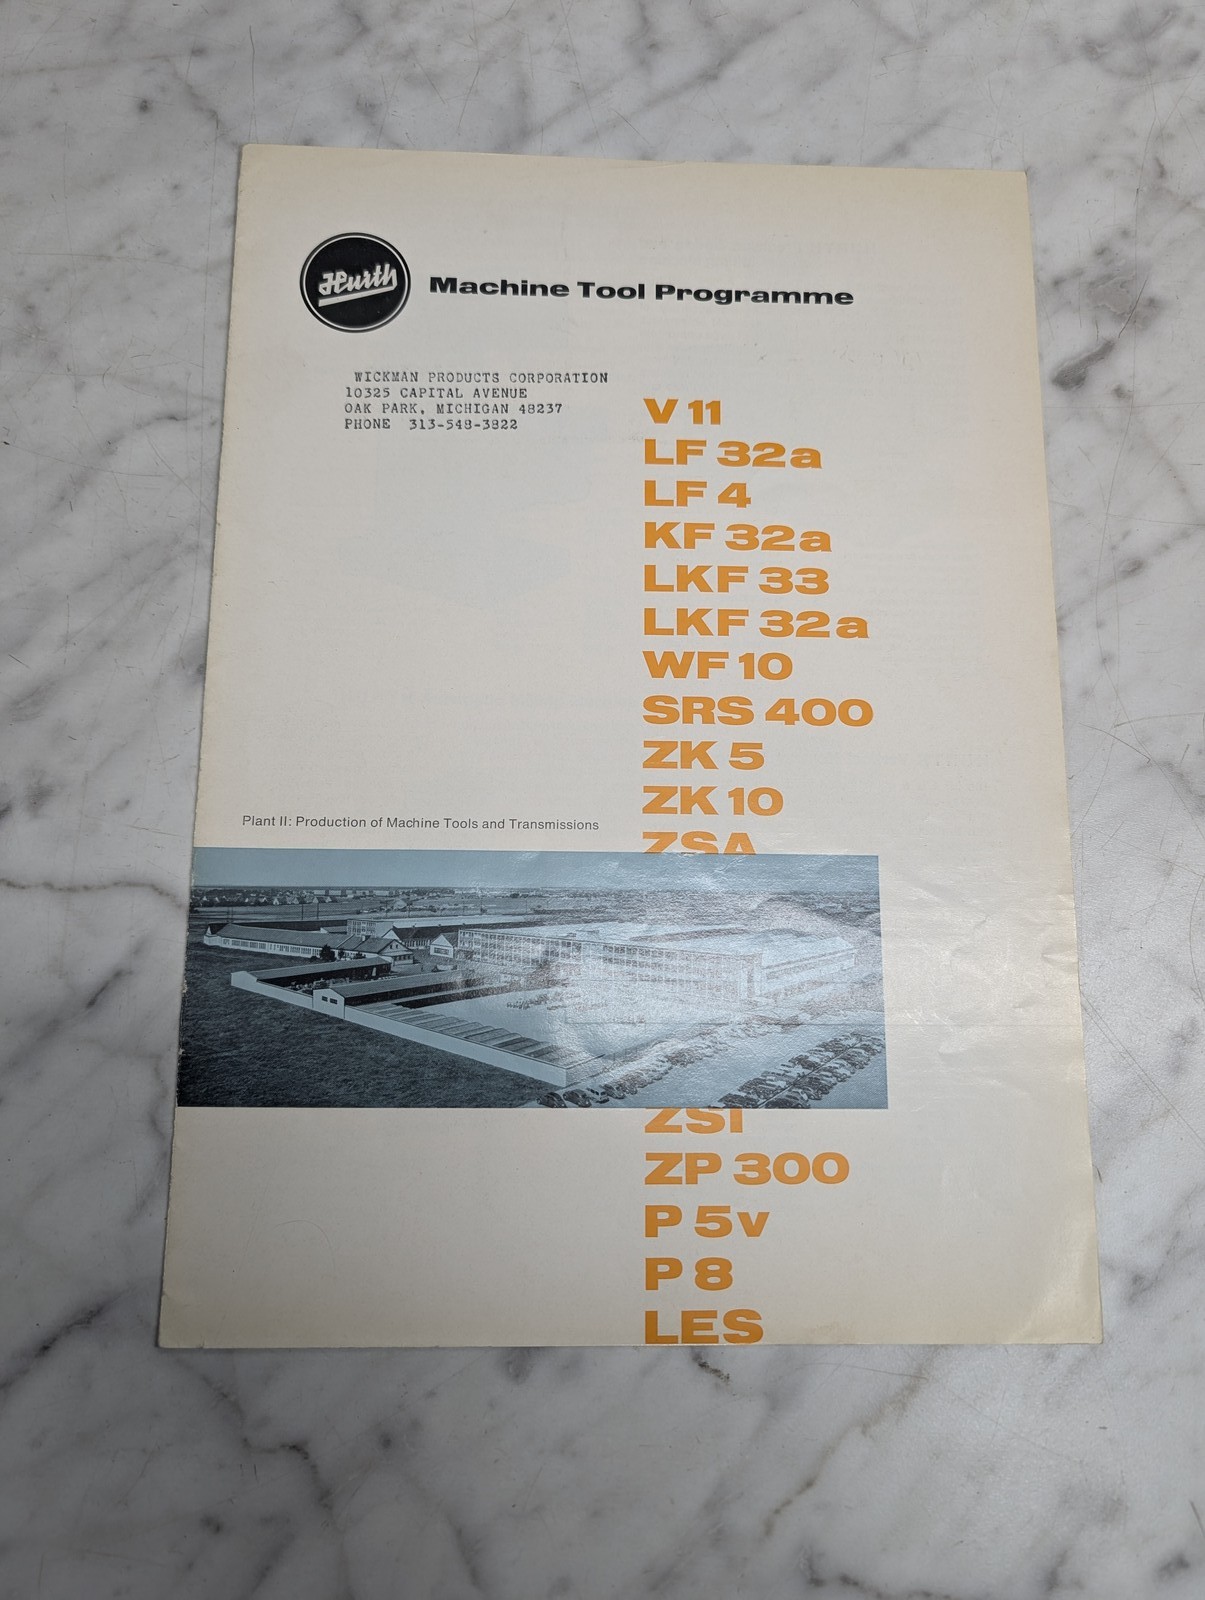 Hurth
Machine Tool Programme
WICKMAN PRODUCTS CORPORATION
10325 CAPITAL AVENUE
OAK PARK, MICHIGAN 48237
PHONE 313-548-3822
V 11
LF 32a
LF 4
KF 32a
LKF 33
LKF 32a
WF 10
SRS 400
ZK 5
ZK 10
ZSA
Plant II: Production of Machine Tools and Transmissions
ZSI
ZP 300
P 5v
P 8
LES